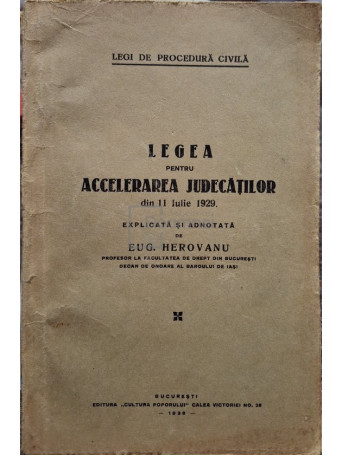 LEGI DE PROCEDURĂ CIVILĂ
LEGEA
PENTRU
ACCELERAREA JUDECĂȚILOR
din 11 Iulie 1929.
EXPLICATĂ ȘI ADNOTATĂ
DE
EUG. HEROVANU
PROFESOR LA FACULTATEA DE DREPT DIN BUCUREȘTI
DECAN DE ONOARE AL BAROULUI DE IAȘI
BUCUREȘTI
EDITURA „CULTURA POPORULUI" CALEA VICTORIEI NO.